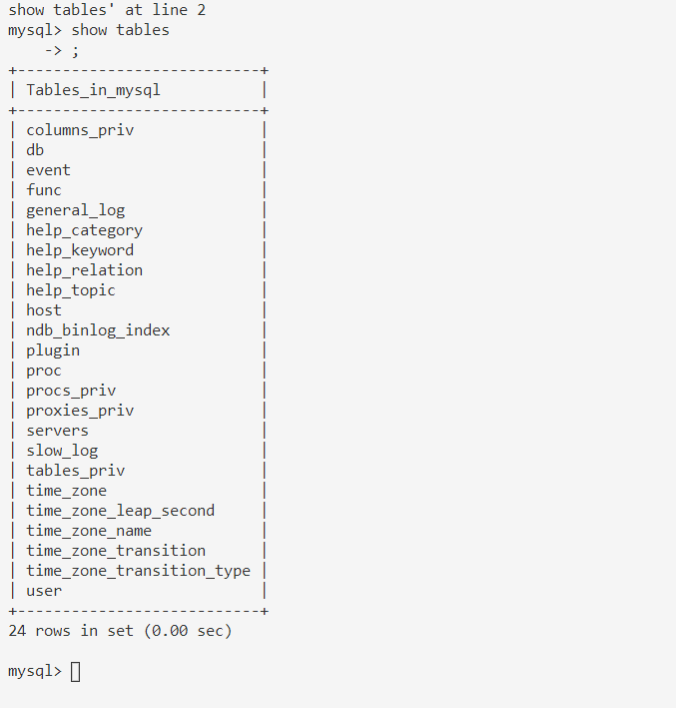 show tables' at line 2
mysql> show tables
    -> ;
+---------------------------+
| Tables_in_mysql           |
+---------------------------+
| columns_priv              |
| db                        |
| event                     |
| func                      |
| general_log               |
| help_category             |
| help_keyword              |
| help_relation             |
| help_topic                |
| host                      |
| ndb_binlog_index          |
| plugin                    |
| proc                      |
| procs_priv                |
| proxies_priv              |
| servers                   |
| slow_log                  |
| tables_priv               |
| time_zone                 |
| time_zone_leap_second     |
| time_zone_name            |
| time_zone_transition      |
| time_zone_transition_type |
| user                      |
+---------------------------+
24 rows in set (0.00 sec)

mysql>